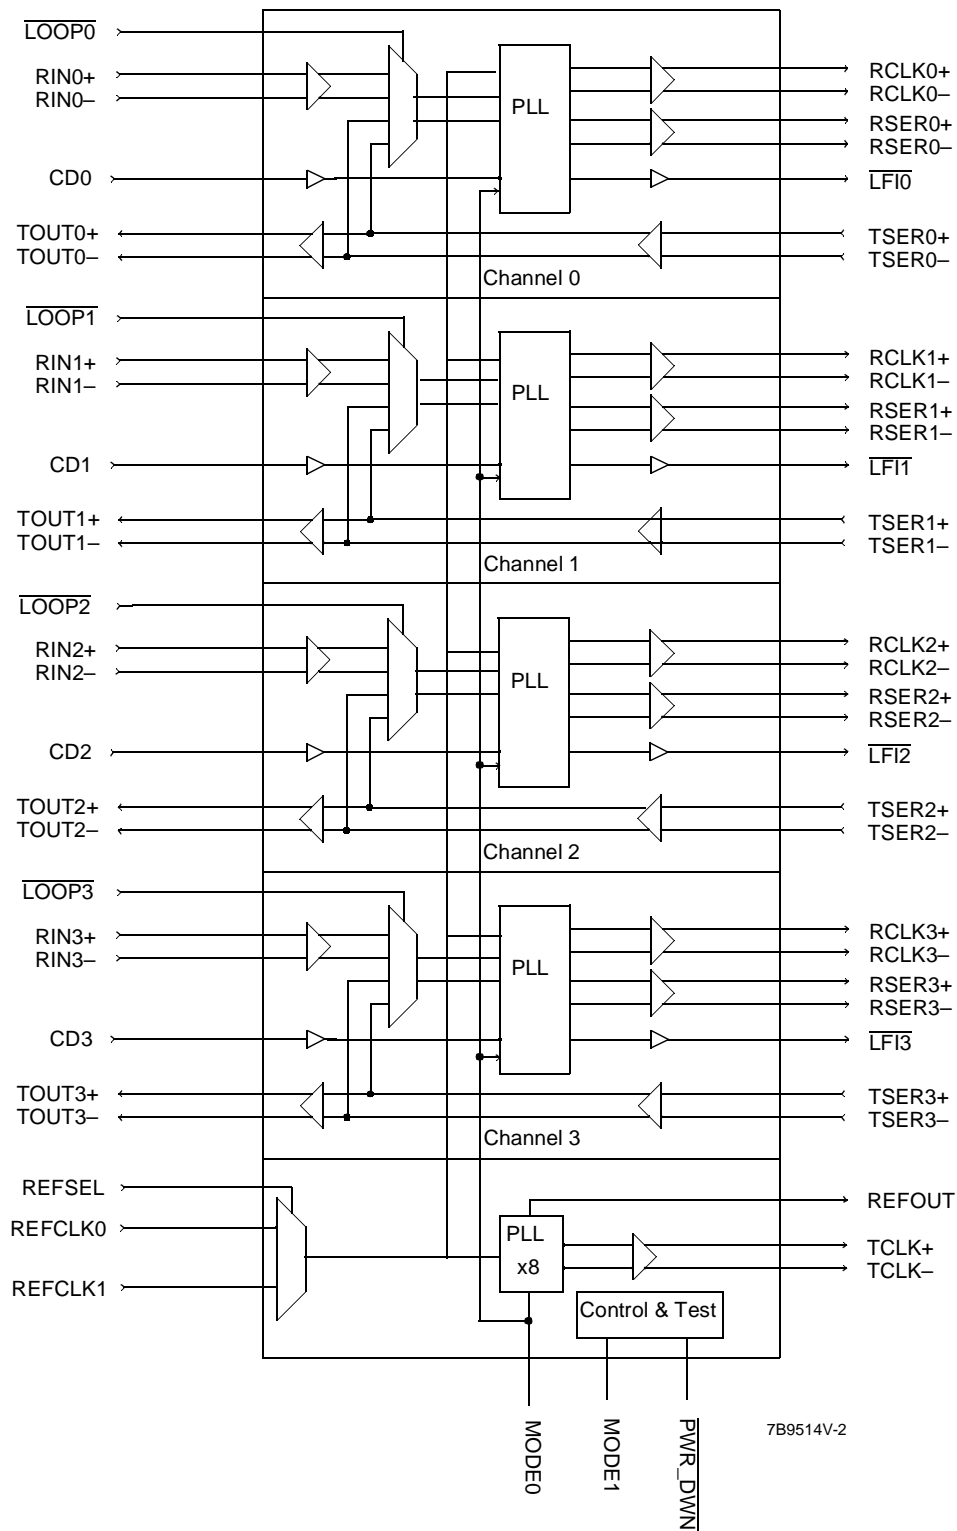 LOOP0
RIN0+
RIN0–
CD0
TOUT0+
TOUT0–
PLL
RCLK0+
RCLK0–
RSER0+
RSER0–
LFI0
TSER0+
TSER0–
Channel 0
LOOP1
RIN1+
RIN1–
CD1
TOUT1+
TOUT1–
PLL
RCLK1+
RCLK1–
RSER1+
RSER1–
LFI1
TSER1+
TSER1–
Channel 1
LOOP2
RIN2+
RIN2–
CD2
TOUT2+
TOUT2–
PLL
RCLK2+
RCLK2–
RSER2+
RSER2–
LFI2
TSER2+
TSER2–
Channel 2
LOOP3
RIN3+
RIN3–
CD3
TOUT3+
TOUT3–
PLL
RCLK3+
RCLK3–
RSER3+
RSER3–
LFI3
TSER3+
TSER3–
Channel 3
REFSEL
REFCLK0
REFCLK1
PLL
x8
REFOUT
TCLK+
TCLK–
Control & Test
MODE0
MODE1
PWR_DWN
7B9514V-2